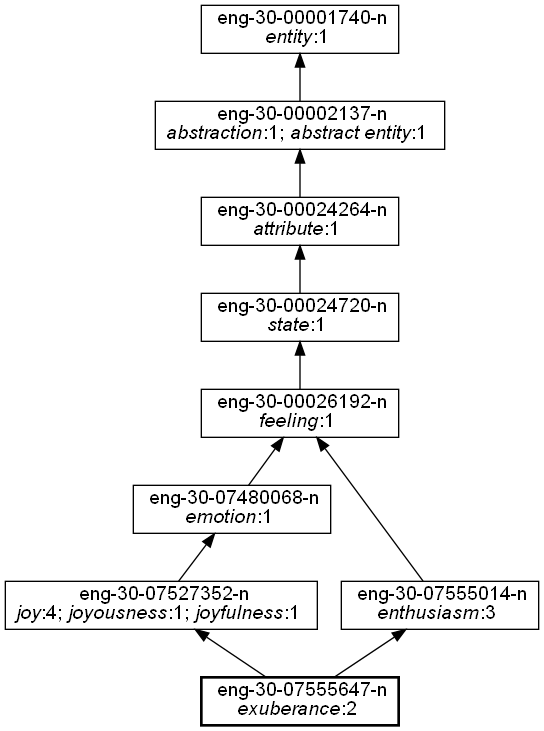 eng-30-00001740-n
entity:1
eng-30-00002137-n
abstraction:1; abstract entity:1
eng-30-00024264-n
attribute:1
eng-30-00024720-n
state:1
eng-30-00026192-n
feeling:1
eng-30-07480068-n
emotion:1
eng-30-07527352-n
joy:4; joyousness:1; joyfulness:1
eng-30-07555014-n
enthusiasm:3
eng-30-07555647-n
exuberance:2